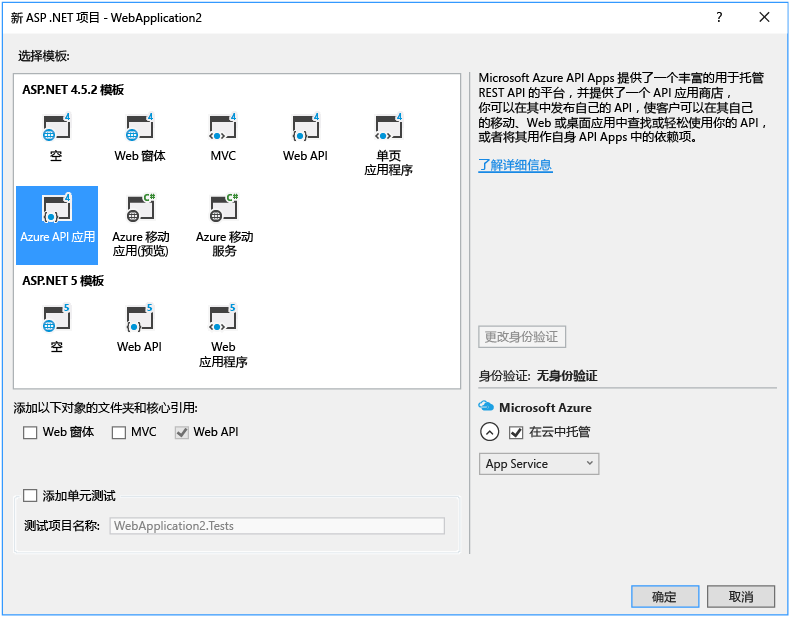 新 ASP .NET 项目 - WebApplication2
?
选择模板:
ASP.NET 4.5.2 模板
4
4
4
4
4
空
Web 窗体
MVC
Web API
单页
应用程序
4
C#
C#
Azure API 应用
Azure 移动
应用(预览)
Azure 移动
服务
ASP.NET 5 模板
5
5
5
空
Web API
Web
应用程序
添加以下对象的文件夹和核心引用:
Web 窗体
MVC
Web API
添加单元测试
测试项目名称:
WebApplication2.Tests
Microsoft Azure API Apps 提供了一个丰富的用于托管
REST API 的平台，并提供了一个 API 应用商店，
你可以在其中发布自己的 API，使客户可以在其自己
的移动、Web 或桌面应用中查找或轻松使用你的 API，
或者将其用作自身 API Apps 中的依赖项。
了解详细信息
更改身份验证
身份验证: 无身份验证
Microsoft Azure
在云中托管
App Service
确定
取消